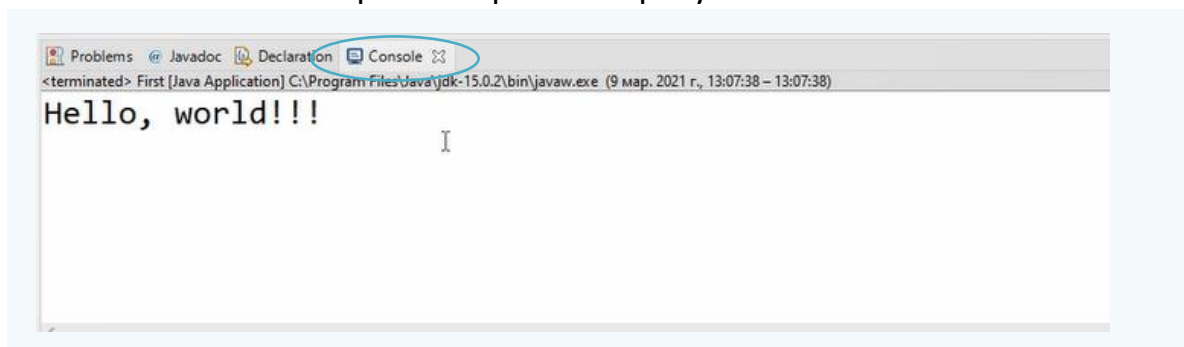 Problems @ Javadoc Declaration Console
<terminated> First [Java Application] C:\Program Files\Java\jdk-15.0.2\bin\javaw.exe (9 мар. 2021 г., 13:07:38 – 13:07:38)
Hello, world!!!